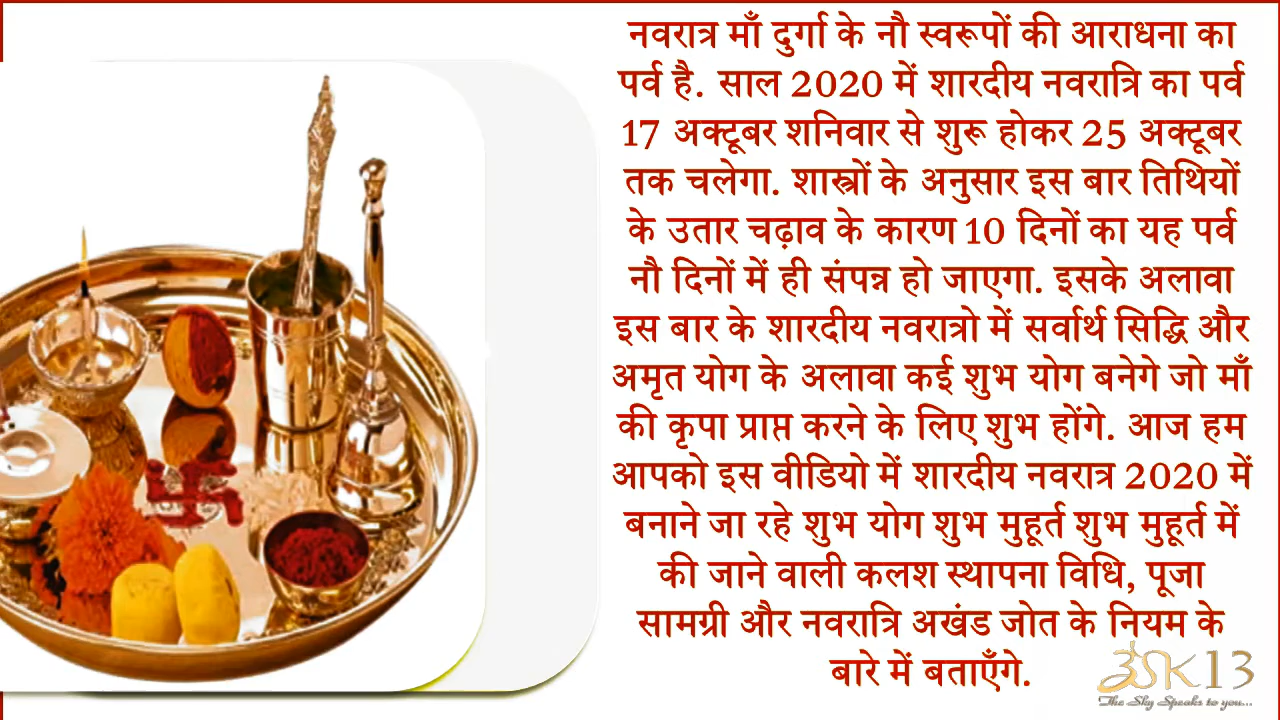 नवरात्र माँ दुर्गा के नौ स्वरूपों की आराधना का
पर्व है. साल 2020 में शारदीय नवरात्रि का पर्व
17 अक्टूबर शनिवार से शुरू होकर 25 अक्टूबर
तक चलेगा. शास्त्रों के अनुसार इस बार तिथियों
के उतार चढ़ाव के कारण 10 दिनों का यह पर्व
नौ दिनों में ही संपन्न हो जाएगा. इसके अलावा
इस बार के शारदीय नवरात्रो में सर्वार्थ सिद्धि और
अमृत योग के अलावा कई शुभ योग बनेगे जो माँ
की कृपा प्राप्त करने के लिए शुभ होंगे. आज हम
आपको इस वीडियो में शारदीय नवरात्र 2020 में
बनाने जा रहे शुभ योग शुभ मुहूर्त शुभ मुहूर्त में
की जाने वाली कलश स्थापना विधि, पूजा
सामग्री और नवरात्रि अखंड जोत के नियम के
बारे में बताएँगे.
K13
The Sky Speaks to you...